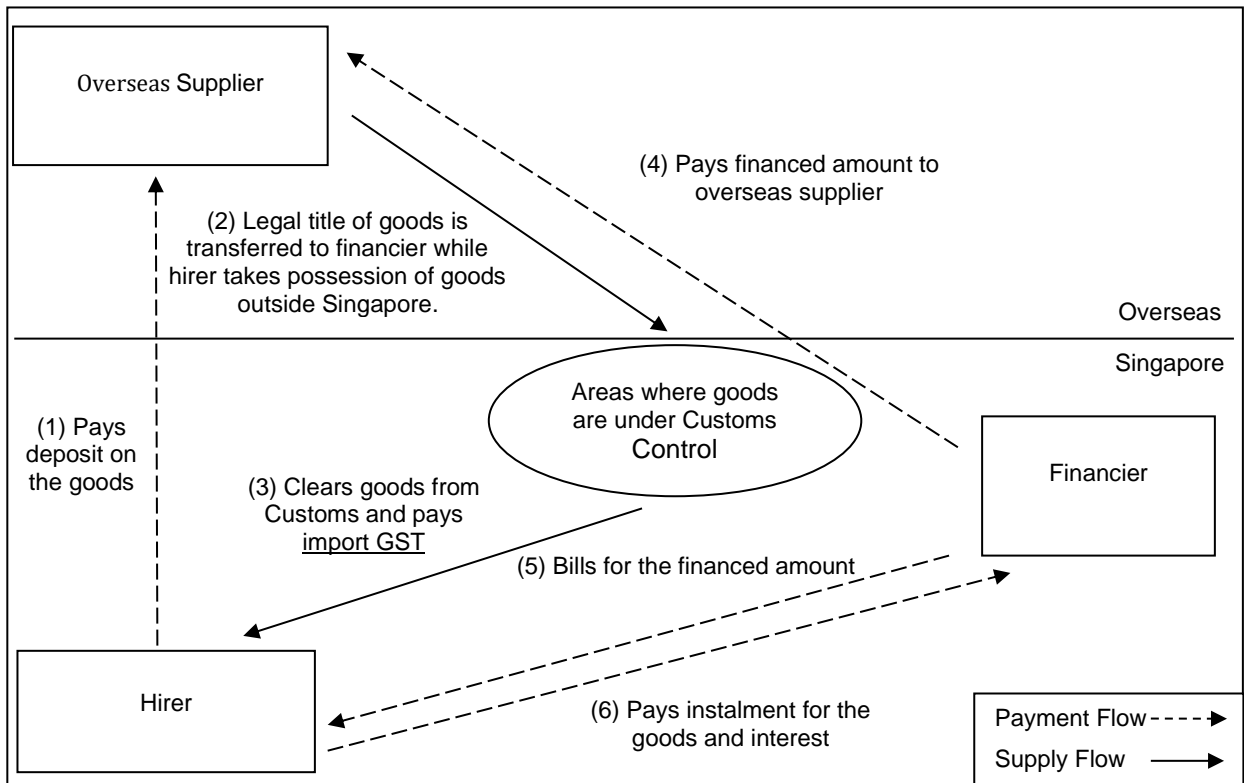 Overseas Supplier
(4) Pays financed amount to
overseas supplier
(2) Legal title of goods is
transferred to financier while
hirer takes possession of goods
outside Singapore.
Overseas
Singapore
Areas where goods
are under Customs
Control
(1) Pays
deposit on
the goods
Financier
(3) Clears goods from
Customs and pays
import GST
(5) Bills for the financed amount
Hirer
(6) Pays instalment for the
goods and interest
Payment Flow
Supply Flow